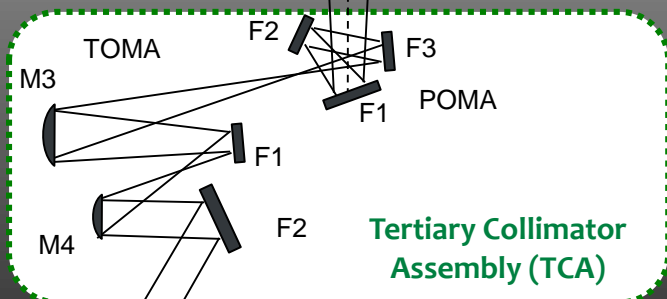 F2
TOMA
F3
M3
POMA
F1
F1
F2
M4
Tertiary Collimator
Assembly (TCA)